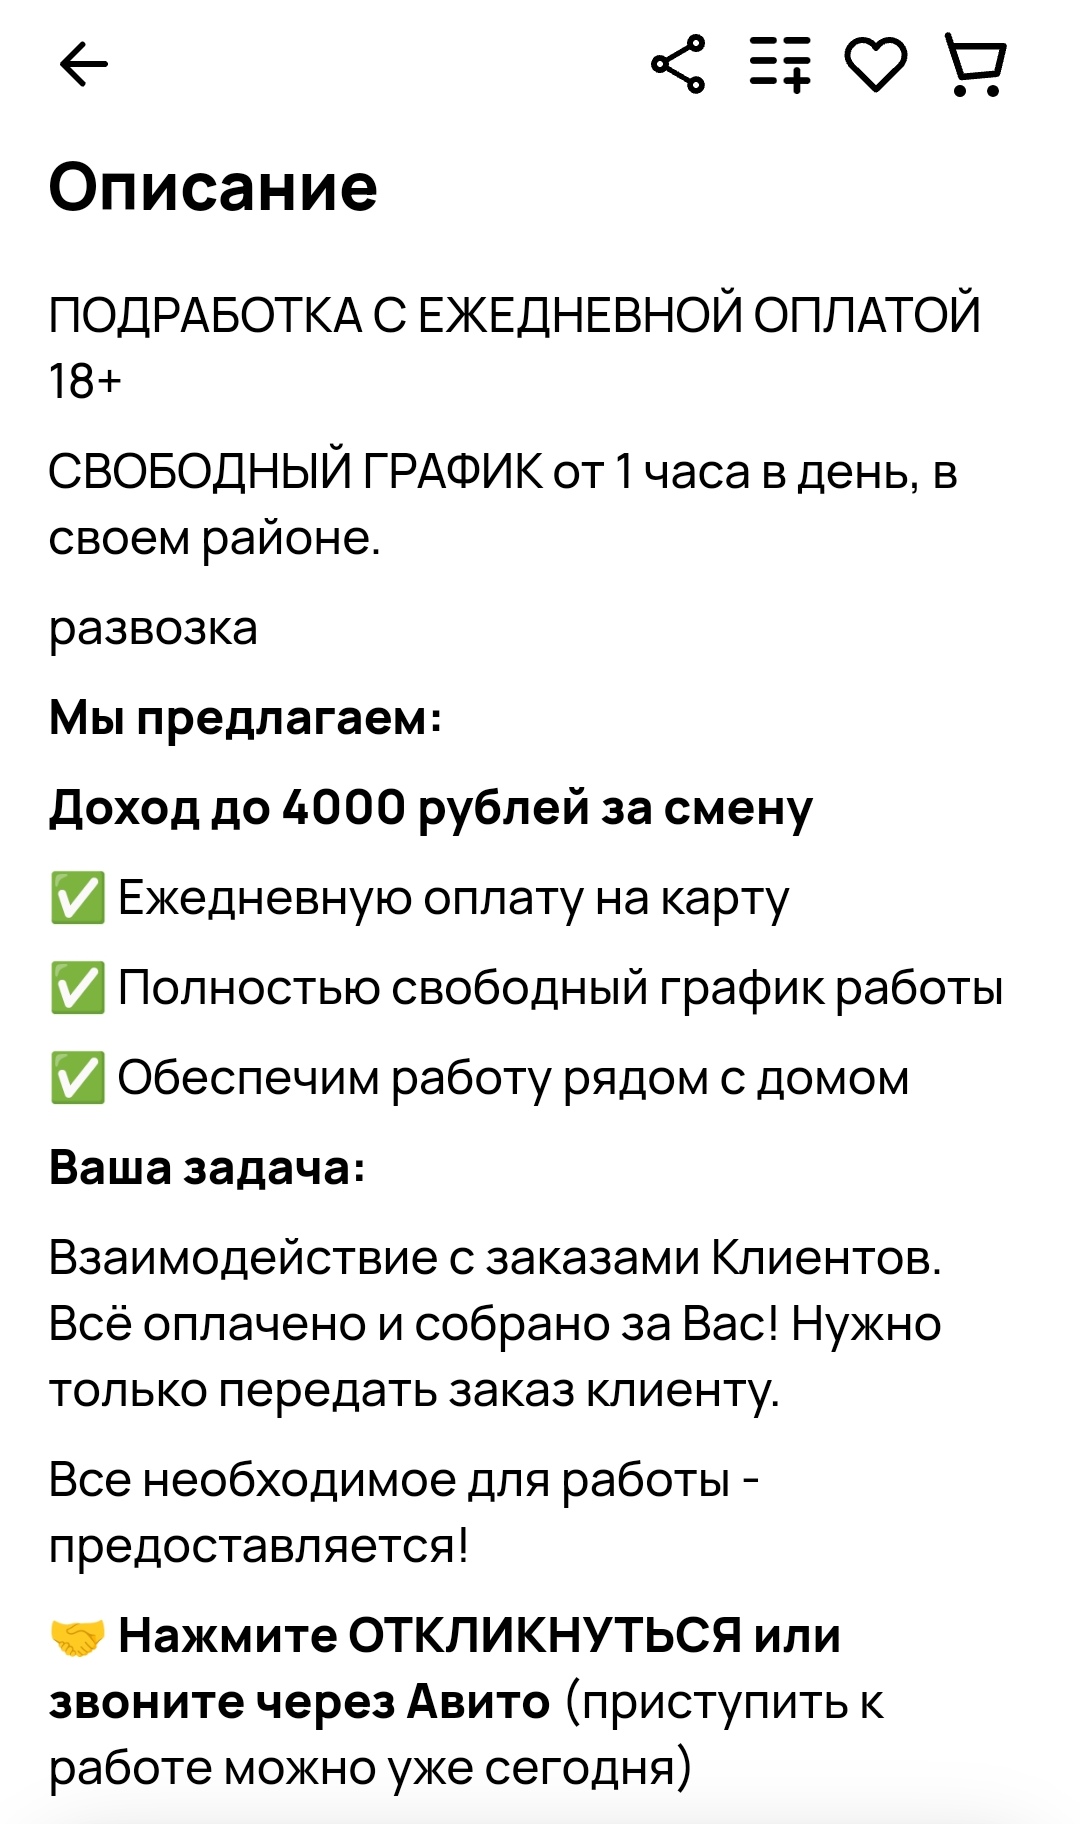 Описание
ПОДРАБОТКА С ЕЖЕДНЕВНОЙ ОПЛАТОЙ
18+
СВОБОДНЫЙ ГРАФИК от 1 часа в день, в
своем районе.
развозка
Мы предлагаем:
Доход до 4000 рублей за смену
✅ Ежедневную оплату на карту
✅ Полностью свободный график работы
✅ Обеспечим работу рядом с домом
Ваша задача:
Взаимодействие с заказами Клиентов.
Всё оплачено и собрано за Вас! Нужно
только передать заказ клиенту.
Все необходимое для работы -
предоставляется!
🤝 Нажмите ОТКЛИКНУТЬСЯ или
звоните через Авито (приступить к
работе можно уже сегодня)